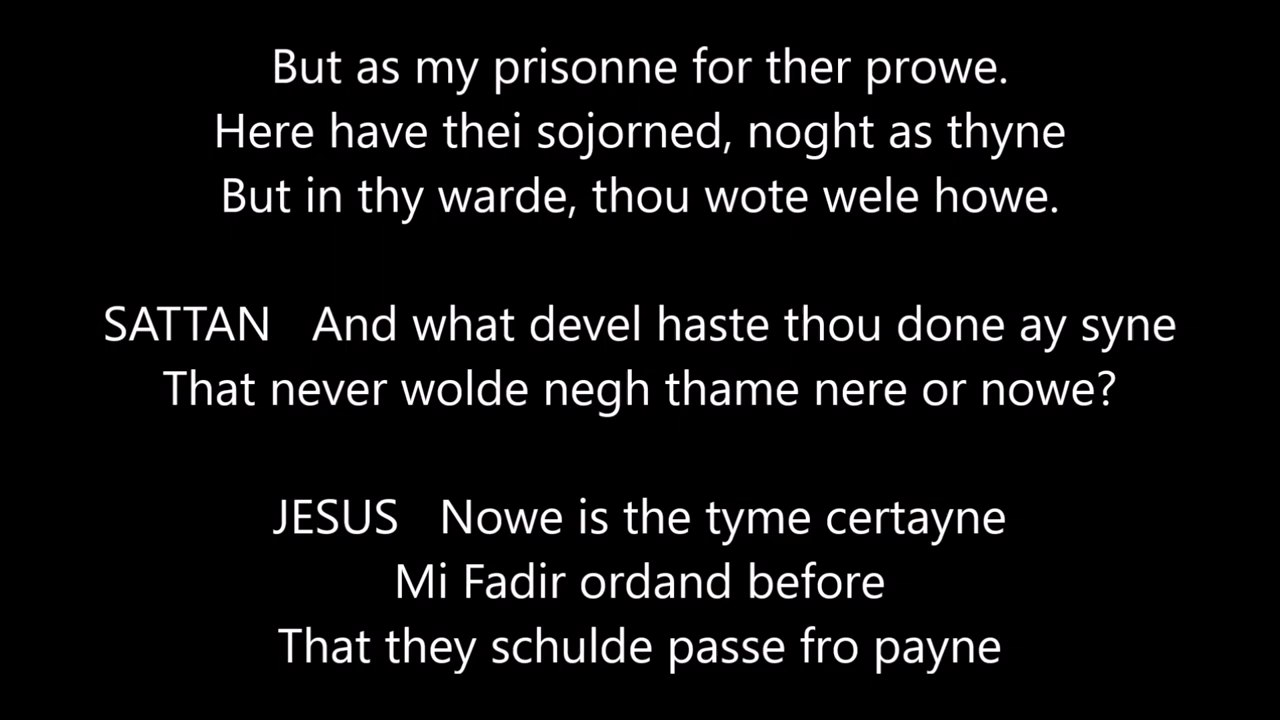 But as my prisonne for ther prowe.
Here have thei sojorned, noght as thyne
But in thy warde, thou wote wele howe.
SATTAN And what devel haste thou done ay syne
That never wolde negh thame nere or nowe?
JESUS Nowe is the tyme certayne
Mi Fadir ordand before
That they schulde passe fro payne